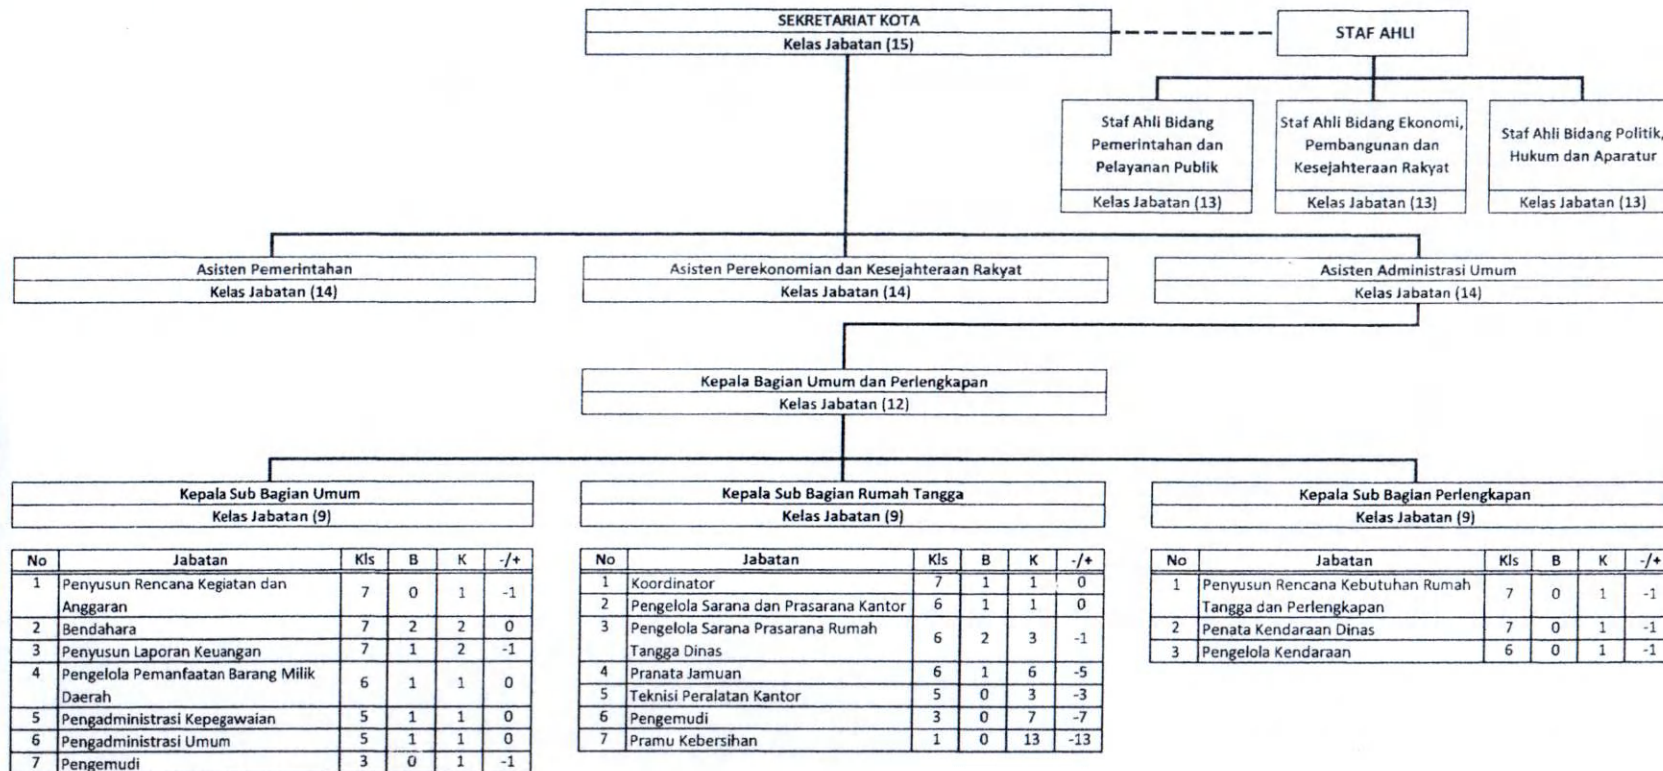 SEKRETARIAT KOTA
Kelas Jabatan (15)
STAF AHLI
Staf Ahli Bidang
Pemerintahan dan
Pelayanan Publik
Kelas Jabatan (13)
Staf Ahli Bidang Ekonomi,
Pembangunan dan
Kesejahteraan Rakyat
Kelas Jabatan (13)
Staf Ahli Bidang Politik,
Hukum dan Aparatur
Kelas Jabatan (13)
Asisten Pemerintahan
Kelas Jabatan (14)
Asisten Perekonomian dan Kesejahteraan Rakyat
Kelas Jabatan (14)
Asisten Administrasi Umum
Kelas Jabatan (14)
Kepala Bagian Umum dan Perlengkapan
Kelas Jabatan (12)
Kepala Sub Bagian Umum
Kelas Jabatan (9)
No Jabatan Kls B K -/+
1 Penyusun Rencana Kegiatan dan
Anggaran 7 0 1 -1
2 Bendahara 7 2 2 0
3 Penyusun Laporan Keuangan 7 1 2 -1
4 Pengelola Pemanfaatan Barang Milik
Daerah 6 1 1 0
5 Pengadministrasi Kepegawaian 5 1 1 0
6 Pengadministrasi Umum 5 1 1 0
7 Pengemudi 3 0 1 -1
Kepala Sub Bagian Rumah Tangga
Kelas Jabatan (9)
No Jabatan Kls B K -/+
1 Koordinator 7 1 1 0
2 Pengelola Sarana dan Prasarana Kantor 6 1 1 0
3 Pengelola Sarana Prasarana Rumah
Tangga Dinas 6 2 3 -1
4 Pranata Jamuan 6 1 6 -5
5 Teknisi Peralatan Kantor 5 0 3 -3
6 Pengemudi 3 0 7 -7
7 Pramu Kebersihan 1 0 13 -13
Kepala Sub Bagian Perlengkapan
Kelas Jabatan (9)
No Jabatan Kls B K -/+
1 Penyusun Rencana Kebutuhan Rumah
Tangga dan Perlengkapan 7 0 1 -1
2 Penata Kendaraan Dinas 7 0 1 -1
3 Pengelola Kendaraan 6 0 1 -1